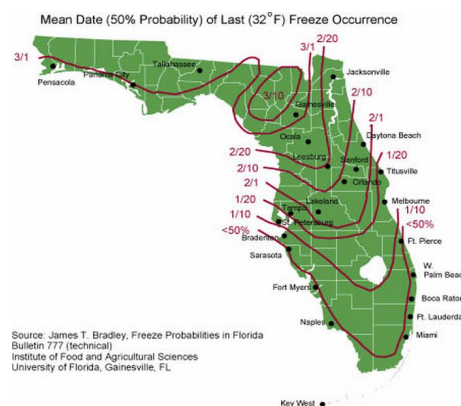 Mean Date (50% Probability) of Last (32°F) Freeze Occurrence
3/1
2/20
3/1
Tallahassee
Jacksonville
Panama City
Pensacola
3/10
2/10
Gainesville
2/1
Ocala
Daytona Beach
2/20
Leesburg
1/20
2/10
Sanford
Titusville
Orlando
2/1
Lakeland
1/20
Tampa
Melbourne
1/10
St. Petersburg
1/10
<50%
<50%
Bradenton
Ft. Pierce
Sarasota
W.
Palm Beach
Fort Myers
Boca Raton
Naples
Ft. Lauderda
Source: James T. Bradley, Freeze Probabilities in Florida
Miami
Bulletin 777 (technical)
Institute of Food and Agricultural Sciences
University of Florida, Gainesville, FL
Key West